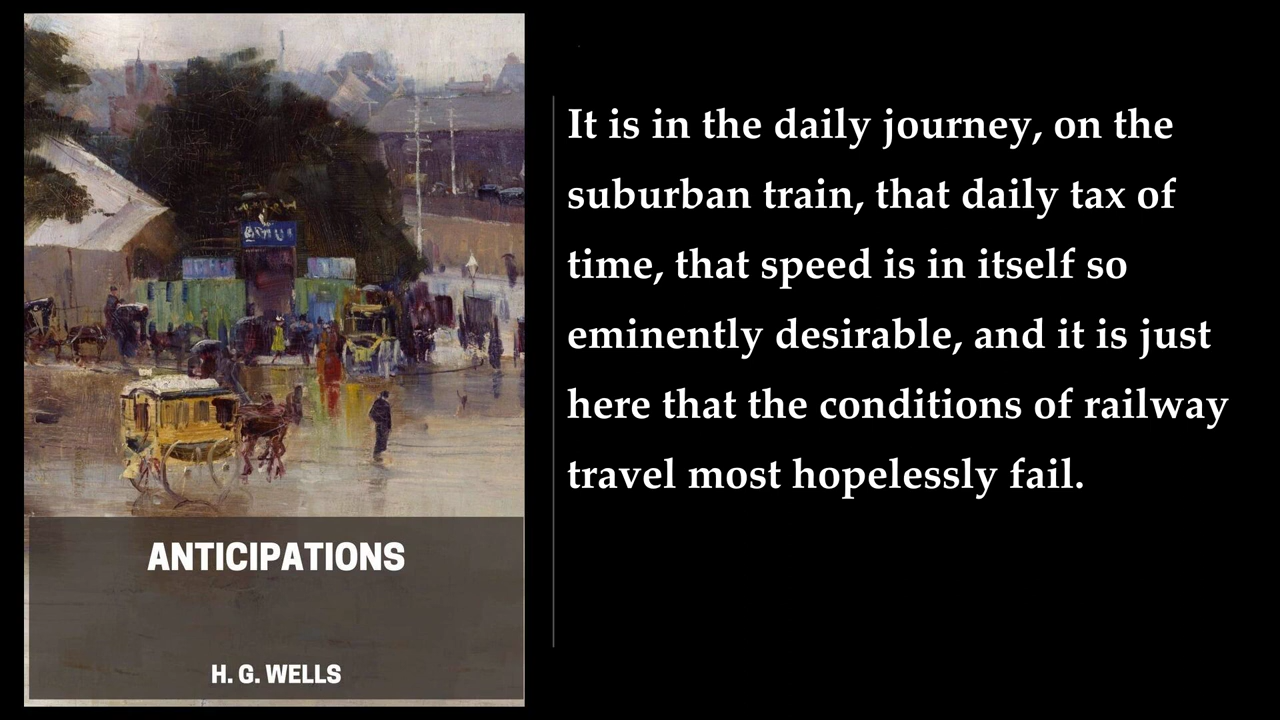 ANTICIPATIONS
H. G. WELLS
It is in the daily journey, on the
suburban train, that daily tax of
time, that speed is in itself so
eminently desirable, and it is just
here that the conditions of railway
travel most hopelessly fail.